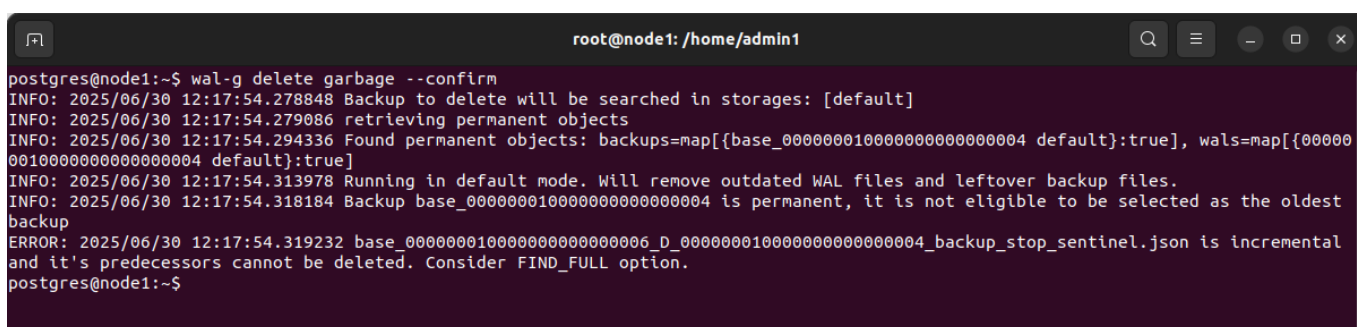 root@node1: /home/admin1
postgres@node1:~$ wal-g delete garbage --confirm
INFO: 2025/06/30 12:17:54.278848 Backup to delete will be searched in storages: [default]
INFO: 2025/06/30 12:17:54.279086 retrieving permanent objects
INFO: 2025/06/30 12:17:54.294336 Found permanent objects: backups=map[{base_000000010000000000000004 default}:true], wals=map[{00000
0010000000000000004 default}:true]
INFO: 2025/06/30 12:17:54.313978 Running in default mode. Will remove outdated WAL files and leftover backup files.
INFO: 2025/06/30 12:17:54.318184 Backup base_000000010000000000000004 is permanent, it is not eligible to be selected as the oldest
backup
ERROR: 2025/06/30 12:17:54.319232 base_000000010000000000000006_D_000000010000000000000004_backup_stop_sentinel.json is incremental
and it's predecessors cannot be deleted. Consider FIND_FULL option.
postgres@node1:~$